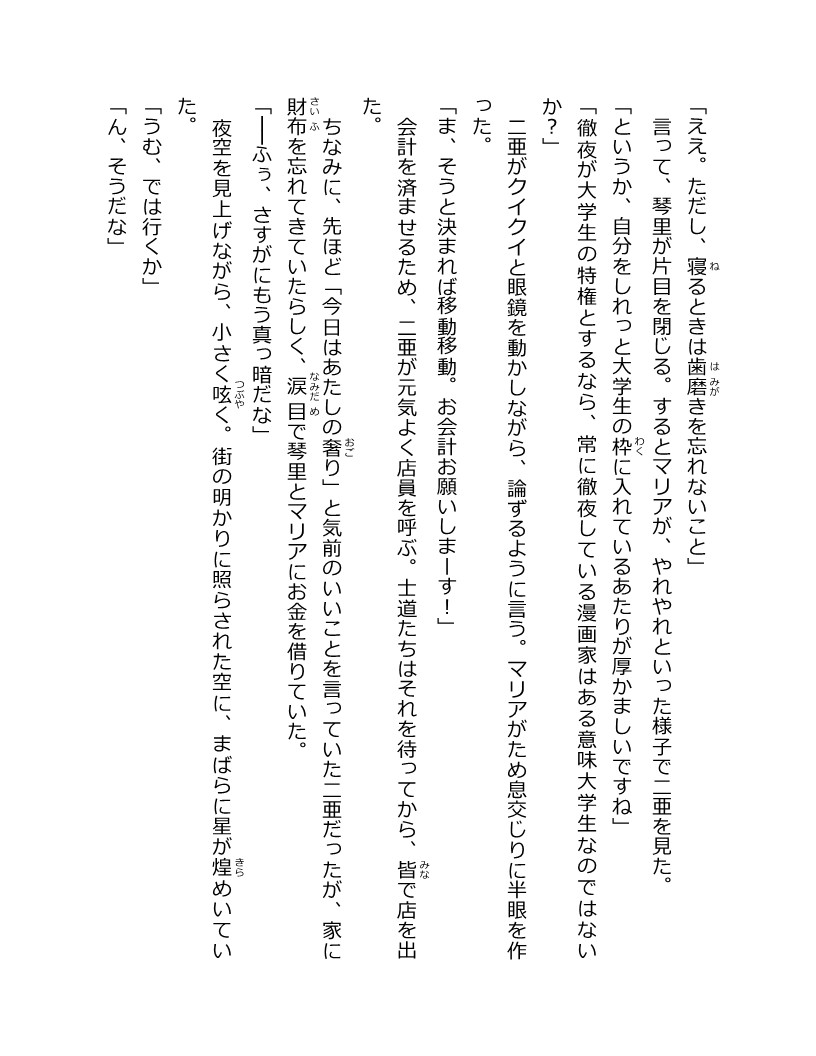 「ええ。ただし、寝るときは歯磨きを忘れないこと」
言って、琴里が片目を閉じる。するとマリアが、やれやれといった様子で二亜を見た。
「というか、自分をしれっと大学生の枠に入れているあたりが厚かましいですね」
「徹夜が大学生の特権とするなら、常に徹夜している漫画家はある意味大学生なのではない
か？」
二亜がクイクイと眼鏡を動かしながら、論ずるように言う。マリアがため息交じりに半眼を作
った。
「ま、そうと決まれば移動移動。お会計お願いしまーす！」
会計を済ませるため、二亜が元気よく店員を呼ぶ。士道たちはそれを待ってから、皆で店を出
た。
ちなみに、先ほど「今日はあたしの奢り」と気前のいいことを言っていた二亜だったが、家に
財布を忘れてきていたらしく、涙目で琴里とマリアにお金を借りていた。
「──ふぅ、さすがにもう真っ暗だな」
夜空を見上げながら、小さく呟く。街の明かりに照らされた空に、まばらに星が煌めいてい
た。
「うむ、では行くか」
「ん、そうだな」